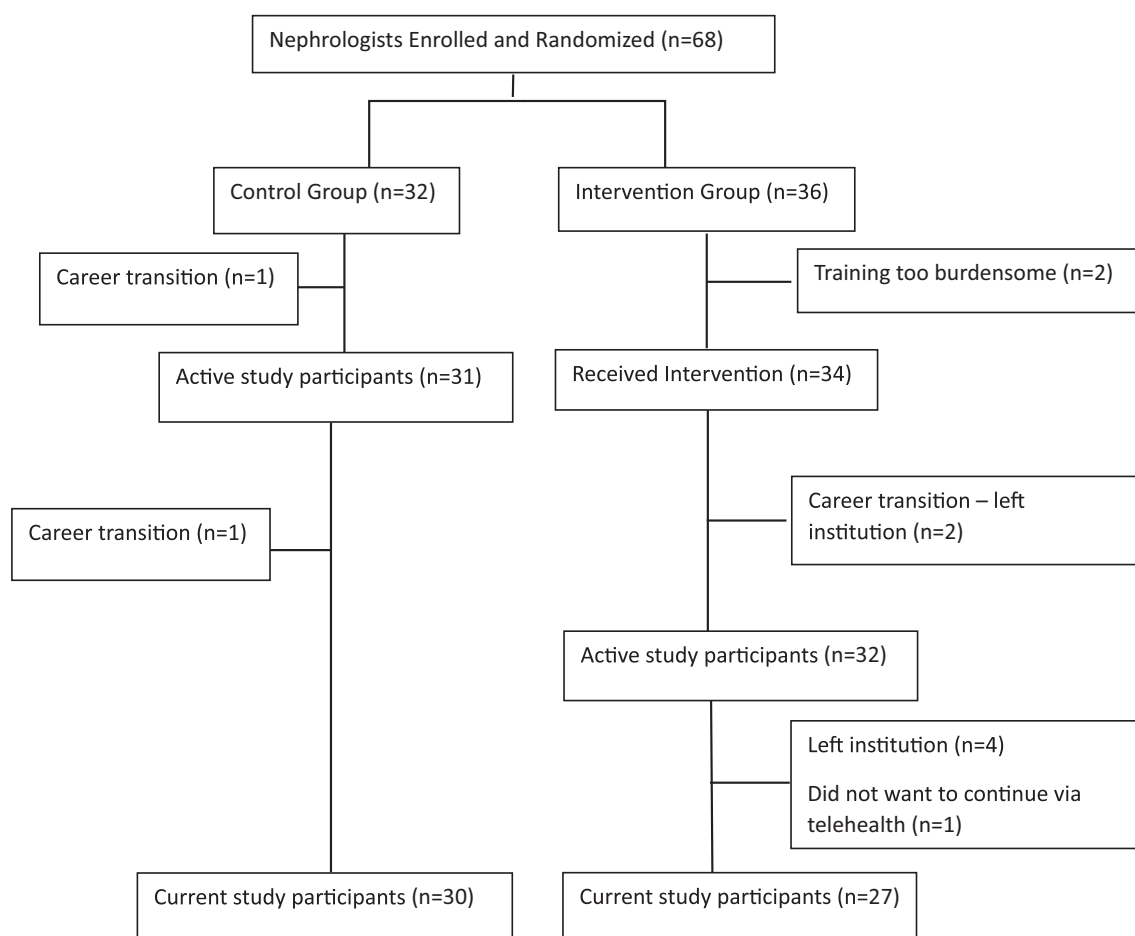 Nephrologists Enrolled and Randomized (n=68)
Control Group (n=32)
Intervention Group (n=36)
Career transition (n=1)
Training too burdensome (n=2)
Active study participants (n=31)
Received Intervention (n=34)
Career transition (n=1)
Career transition – left
institution (n=2)
Active study participants (n=32)
Left institution (n=4)
Did not want to continue via
telehealth (n=1)
Current study participants (n=30)
Current study participants (n=27)